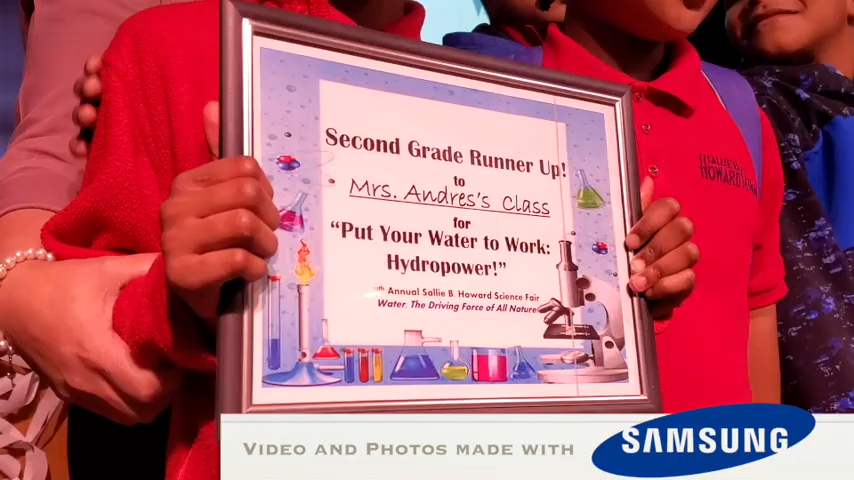 Second Grade Runner Up!
to
Mrs. Andres's Class
for
"Put Your Water to Work:
Hydropower!"
Annual Sallie B. Howard Science Fair
Water: The Driving Force of All Nature
HOWARD
VIDEO AND PHOTOS MADE WITH
SAMSUNG